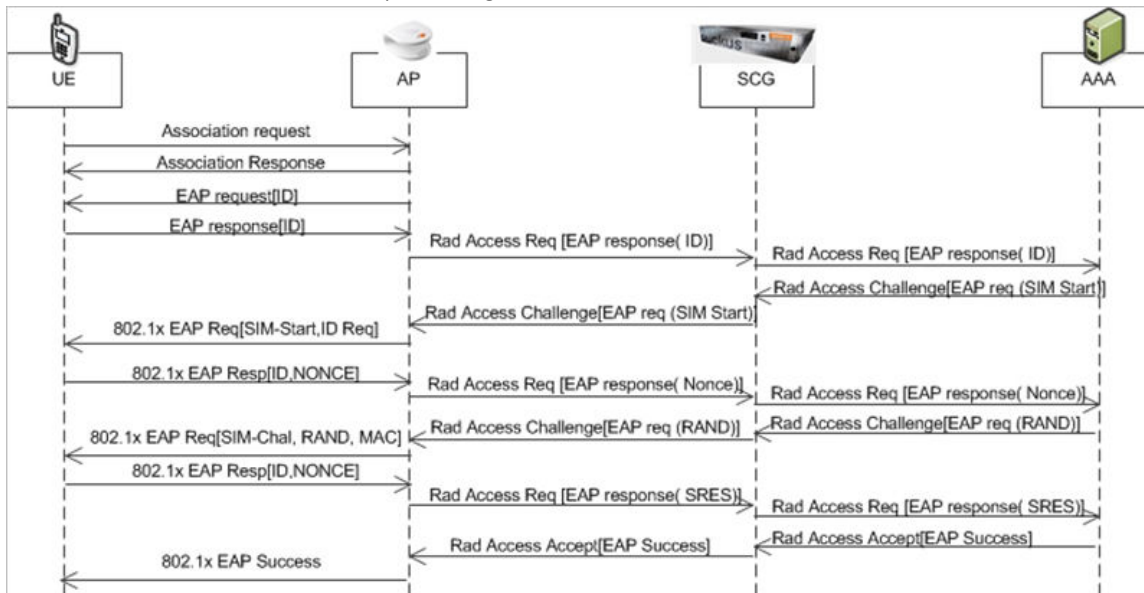 UE
AP
SCG
AAA
Association request
Association Response
EAP request[ID]
EAP response[ID]
Rad Access Req [EAP response( ID)]
Rad Access Req [EAP response( ID)]
Rad Access Challenge[EAP req (SIM Start)]
Rad Access Challenge[EAP req (SIM Start)]
802.1x EAP Req[SIM-Start,ID Req]
802.1x EAP Resp[ID,NONCE]
Rad Access Req [EAP response( Nonce)]
Rad Access Req [EAP response( Nonce)]
Rad Access Challenge[EAP req (RAND)]
Rad Access Challenge[EAP req (RAND)]
802.1x EAP Req[SIM-Chal, RAND, MAC]
802.1x EAP Resp[ID,NONCE]
Rad Access Req [EAP response( SRES)]
Rad Access Req [EAP response( SRES)]
Rad Access Accept[EAP Success]
Rad Access Accept[EAP Success]
802.1x EAP Success